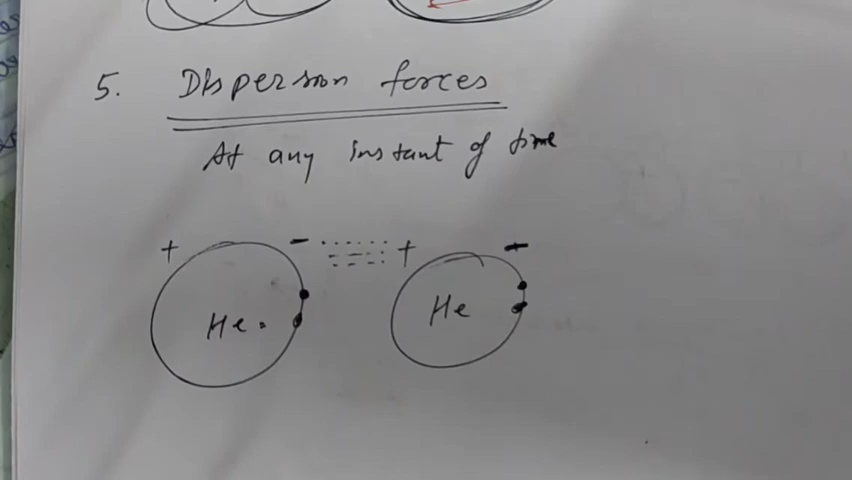 5. Dispersion forces
At any instant of time
+ - + -
He. He